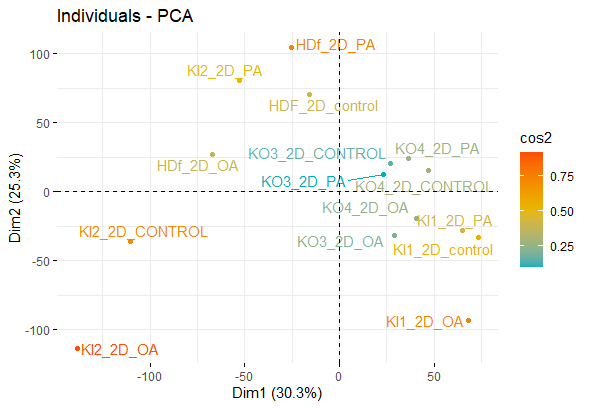 Individuals - PCA
HDf_2D_PA
KI2_2D_PA
HDF_2D_control
KO3_2D_CONTROL
KO4_2D_PA
HDf_2D_OA
KO3_2D_PA
KO4_2D_CONTROL
KO4_2D_OA
KI1_2D_PA
KI2_2D_CONTROL
KO3_2D_OA
KI1_2D_control
KI1_2D_OA
KI2_2D_OA
100
50
0
-50
-100
Dim2 (25.3%)
-100
-50
0
50
Dim1 (30.3%)
cos2
0.75
0.50
0.25